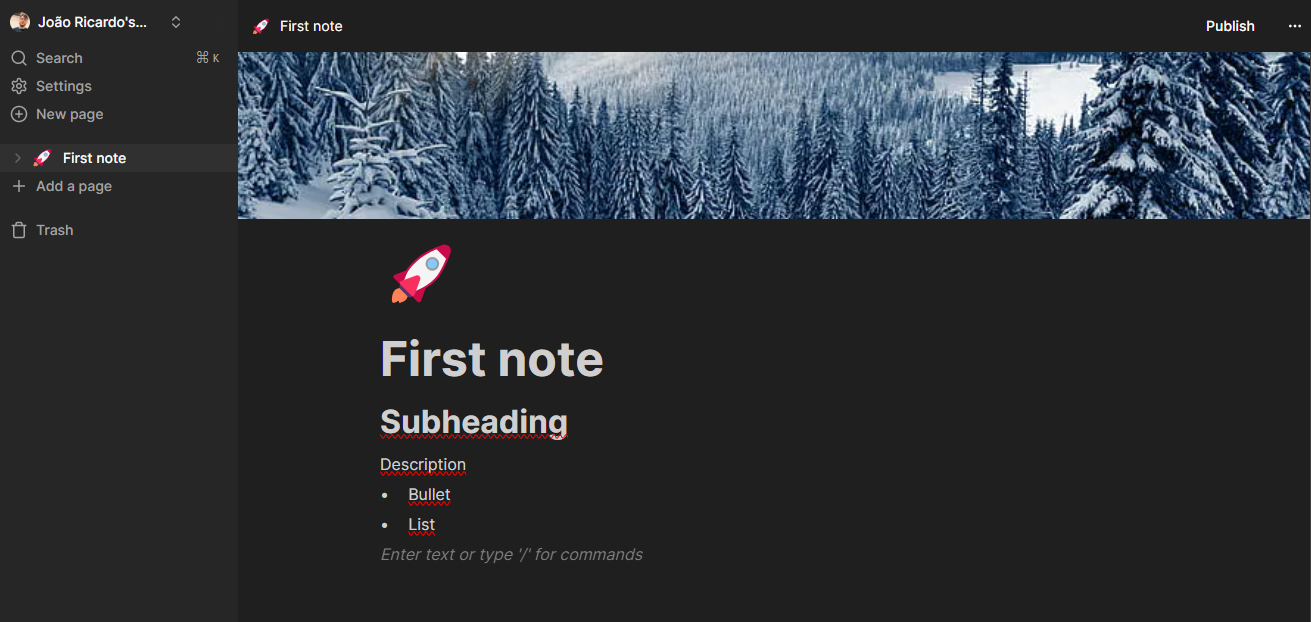 João Ricardo's...
Search ⌘ K
Settings
New page
First note
Add a page
Trash
First note
Publish
First note
Subheading
Description
• Bullet
• List
Enter text or type '/' for commands